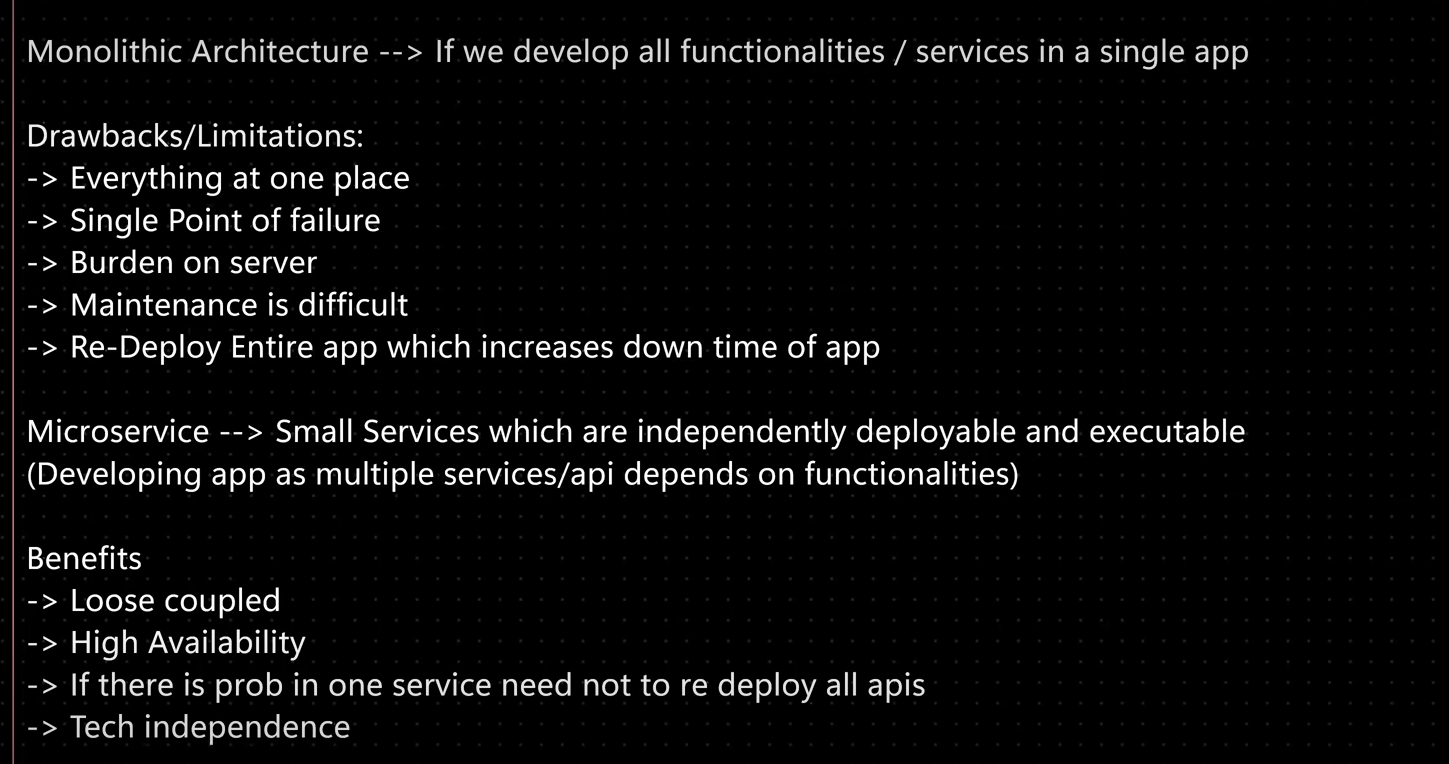 Monolithic Architecture --> If we develop all functionalities / services in a single app
Drawbacks/Limitations:
-> Everything at one place
-> Single Point of failure
-> Burden on server
-> Maintenance is difficult
-> Re-Deploy Entire app which increases down time of app
Microservice --> Small Services which are independently deployable and executable
(Developing app as multiple services/api depends on functionalities)
Benefits
-> Loose coupled
-> High Availability
-> If there is prob in one service need not to re deploy all apis
-> Tech independence